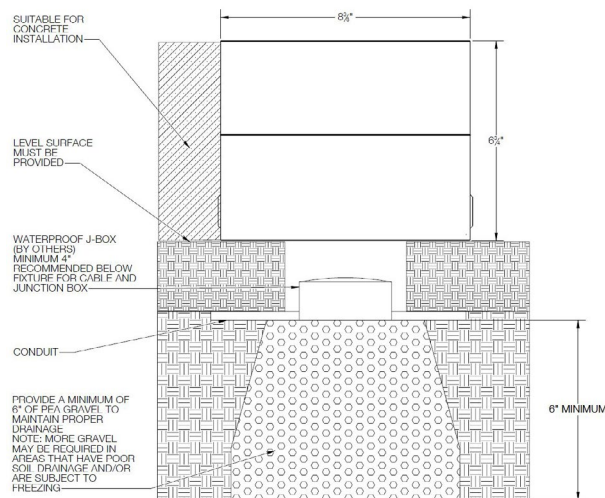 SUITABLE FOR
CONCRETE
INSTALLATION
8¾"
6¾"
LEVEL SURFACE
MUST BE
PROVIDED
WATERPROOF J-BOX
(BY OTHERS)
MINIMUM 4"
RECOMMENDED BELOW
FIXTURE FOR CABLE AND
JUNCTION BOX
CONDUIT
PROVIDE A MINIMUM OF
6" OF PEA GRAVEL TO
MAINTAIN PROPER
DRAINAGE
NOTE: MORE GRAVEL
MAY BE REQUIRED IN
AREAS THAT HAVE POOR
SOIL DRAINAGE AND/OR
ARE SUBJECT TO
FREEZING
6" MINIMUM